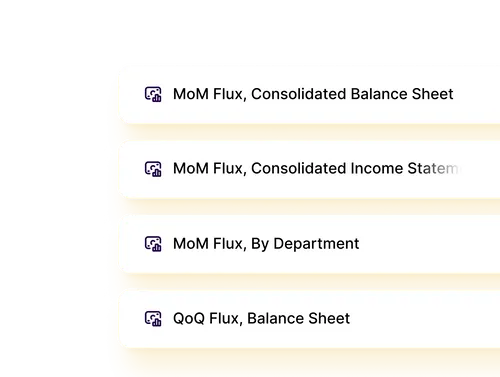 MoM Flux, Consolidated Balance Sheet
MoM Flux, Consolidated Income Statem
MoM Flux, By Department
QoQ Flux, Balance Sheet